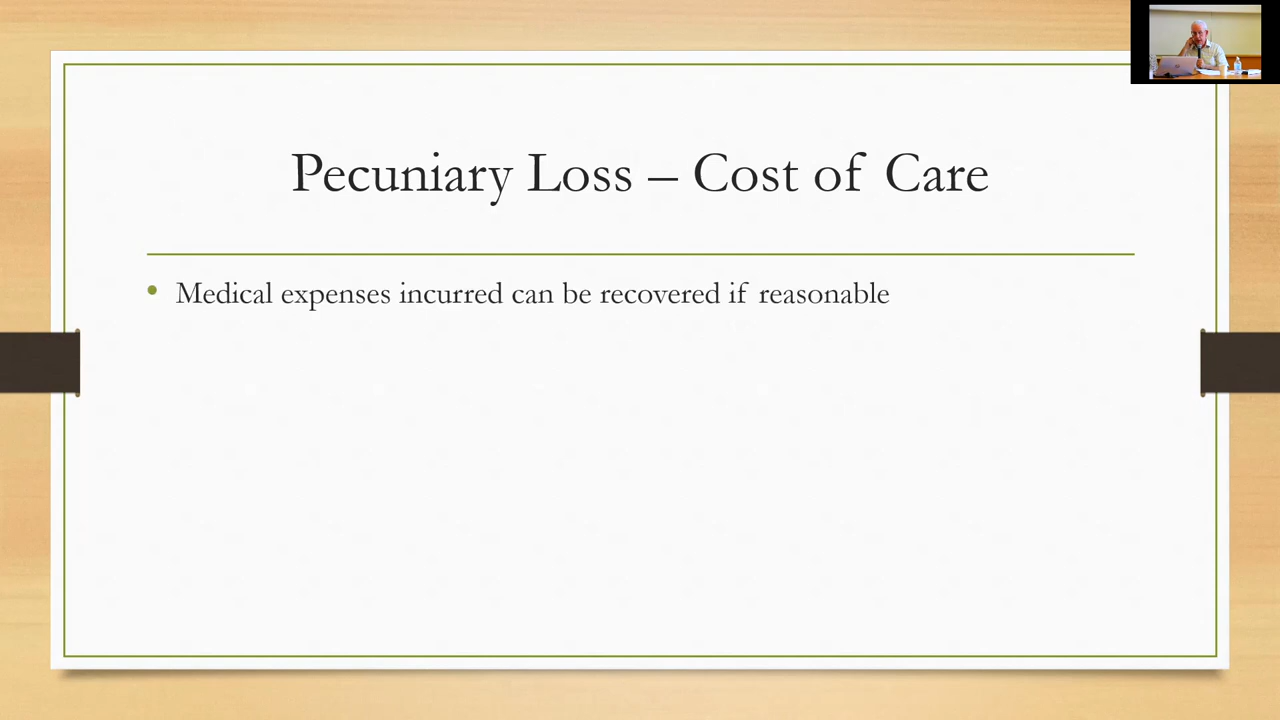 Pecuniary Loss – Cost of Care
• Medical expenses incurred can be recovered if reasonable